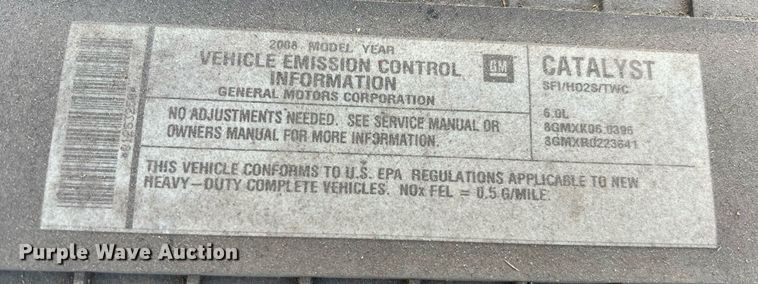 2008 MODEL YEAR
VEHICLE EMISSION CONTROL
INFORMATION
GENERAL MOTORS CORPORATION
GM
NO ADJUSTMENTS NEEDED. SEE SERVICE MANUAL OR
OWNERS MANUAL FOR MORE INFORMATION.
CATALYST
SFI/HO2S/TWC
6.0L
8GMXK06.0396
8GMXR0223641
THIS VEHICLE CONFORMS TO U.S. EPA REGULATIONS APPLICABLE TO NEW
HEAVY-DUTY COMPLETE VEHICLES. NOx FEL = 0.5 G/MILE.
Purple Wave Auction